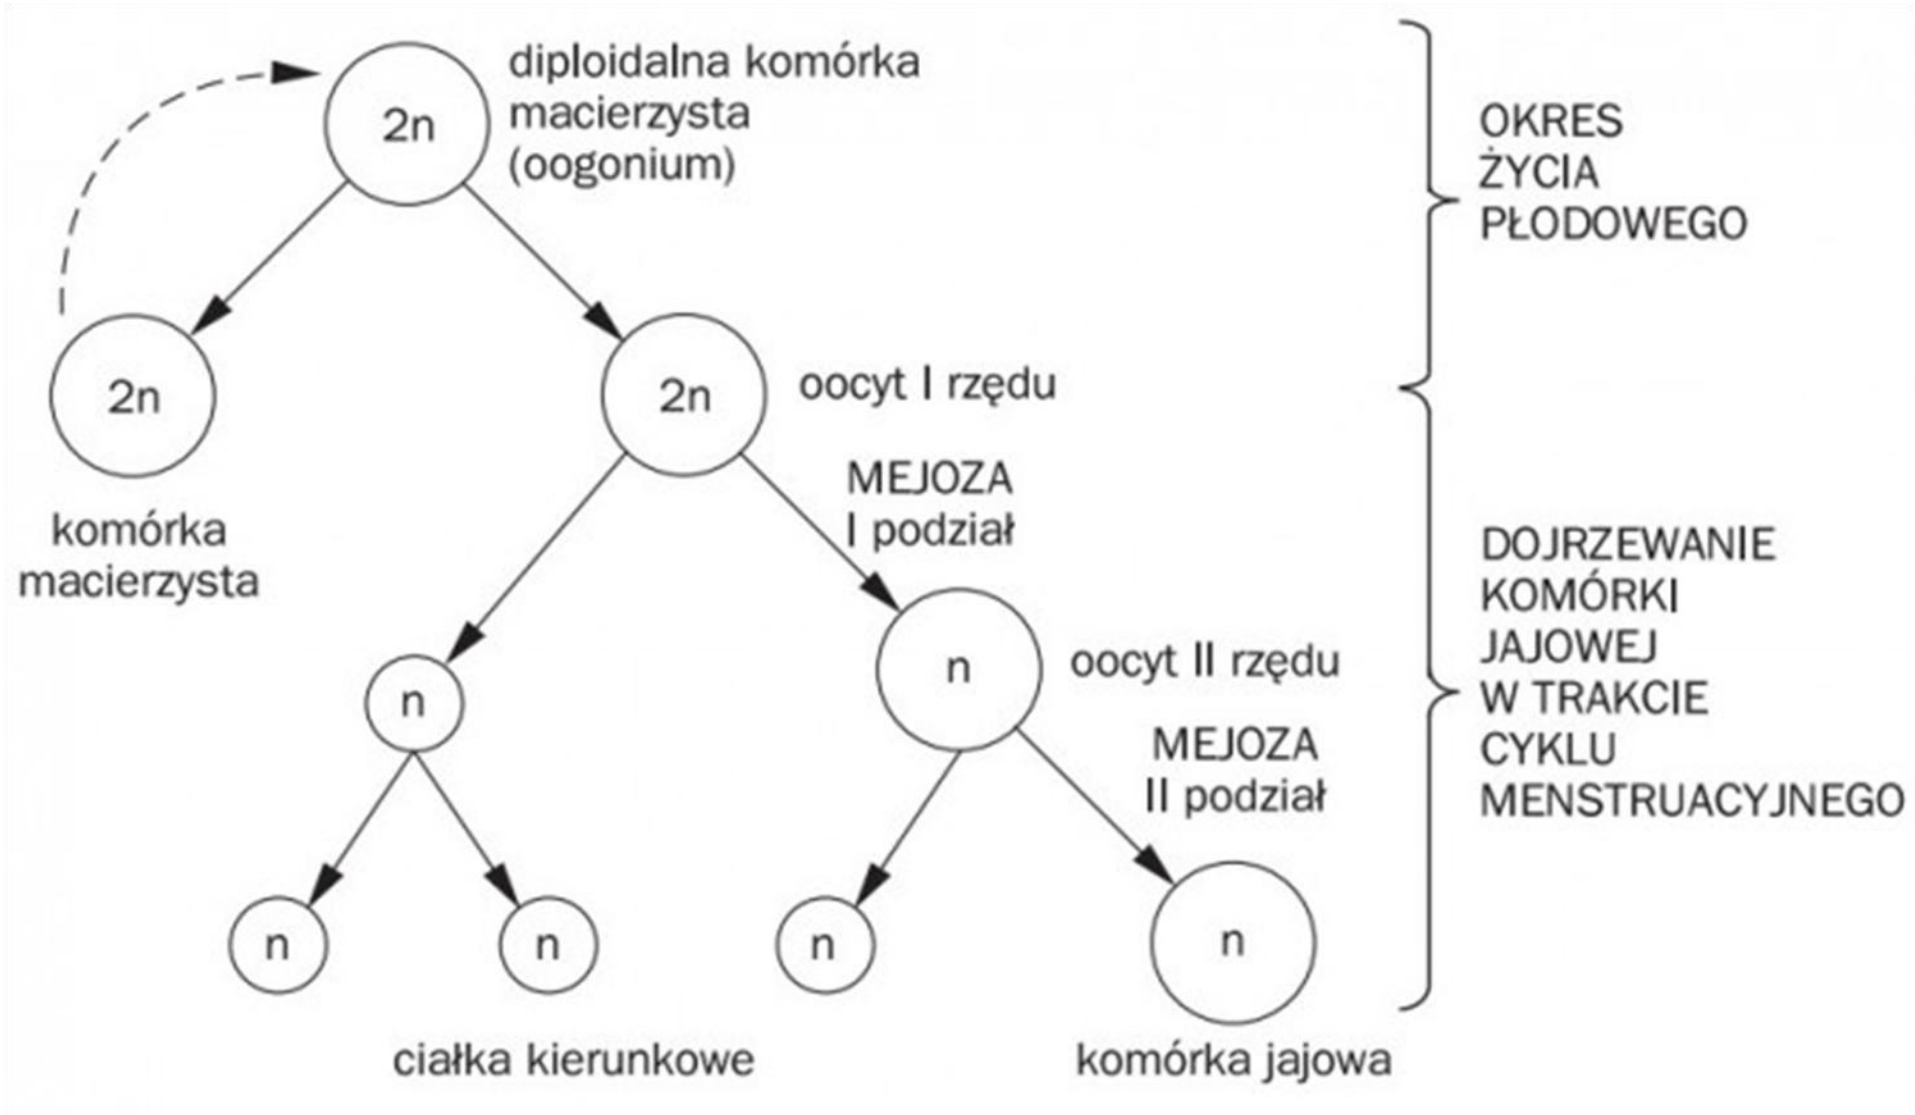 2n
diploidalna komórka
macierzysta
(oogonium)
OKRES
ŻYCIA
PŁODOWEGO
2n
komórka
macierzysta
2n
oocyt I rzędu
MEJOZA
I podział
n
n
oocyt II rzędu
MEJOZA
II podział
DOJRZEWANIE
KOMÓRKI
JAJOWEJ
W TRAKCIE
CYKLU
MENSTRUACYJNEGO
n
n
n
n
ciałka kierunkowe
komórka jajowa